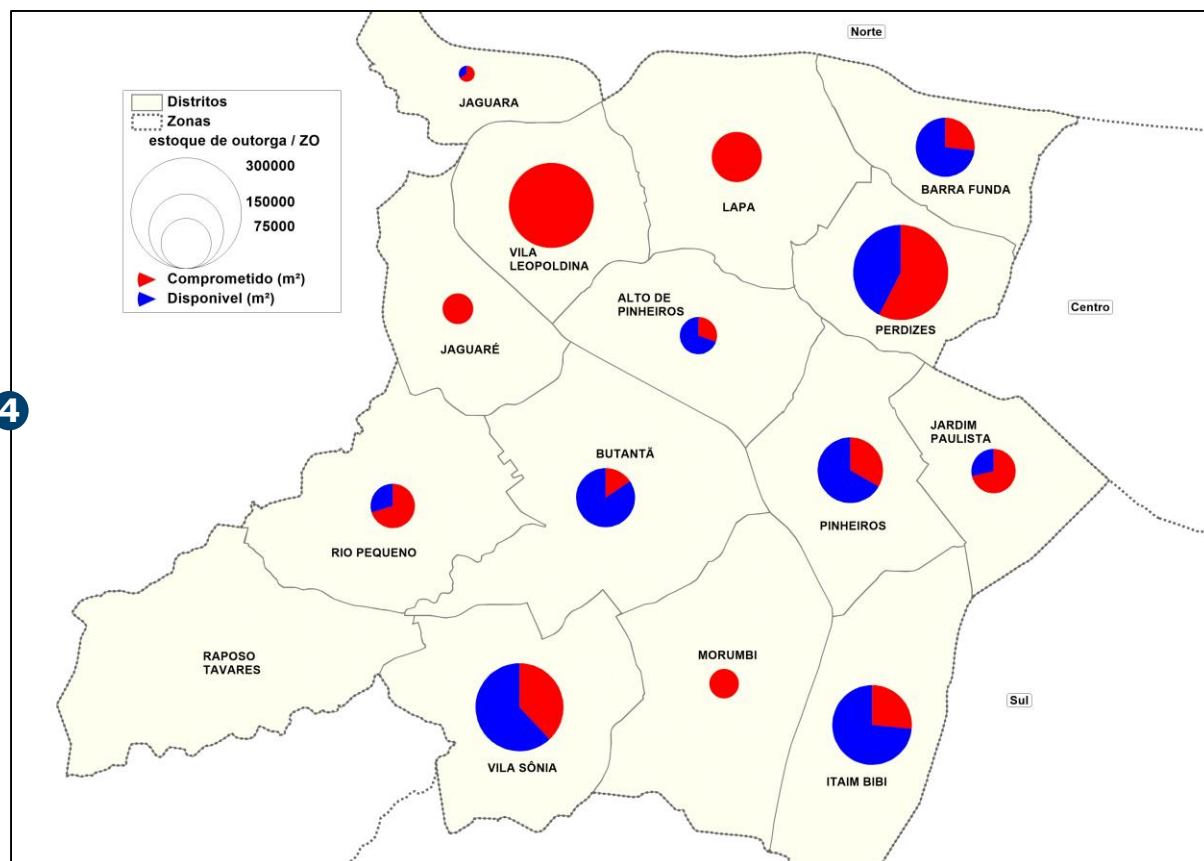 Norte
JAGUARA
Distritos
Zonas
estoque de outorga / ZO
300000
150000
75000
Comprometido (m²)
Disponivel (m²)
LAPA
BARRA FUNDA
VILA
LEOPOLDINA
ALTO DE
PINHEIROS
PERDIZES
Centro
JAGUARÉ
4
JARDIM
PAULISTA
BUTANTÃ
PINHEIROS
RIO PEQUENO
RAPOSO
TAVARES
MORUMBI
Sul
VILA SÔNIA
ITAIM BIBI